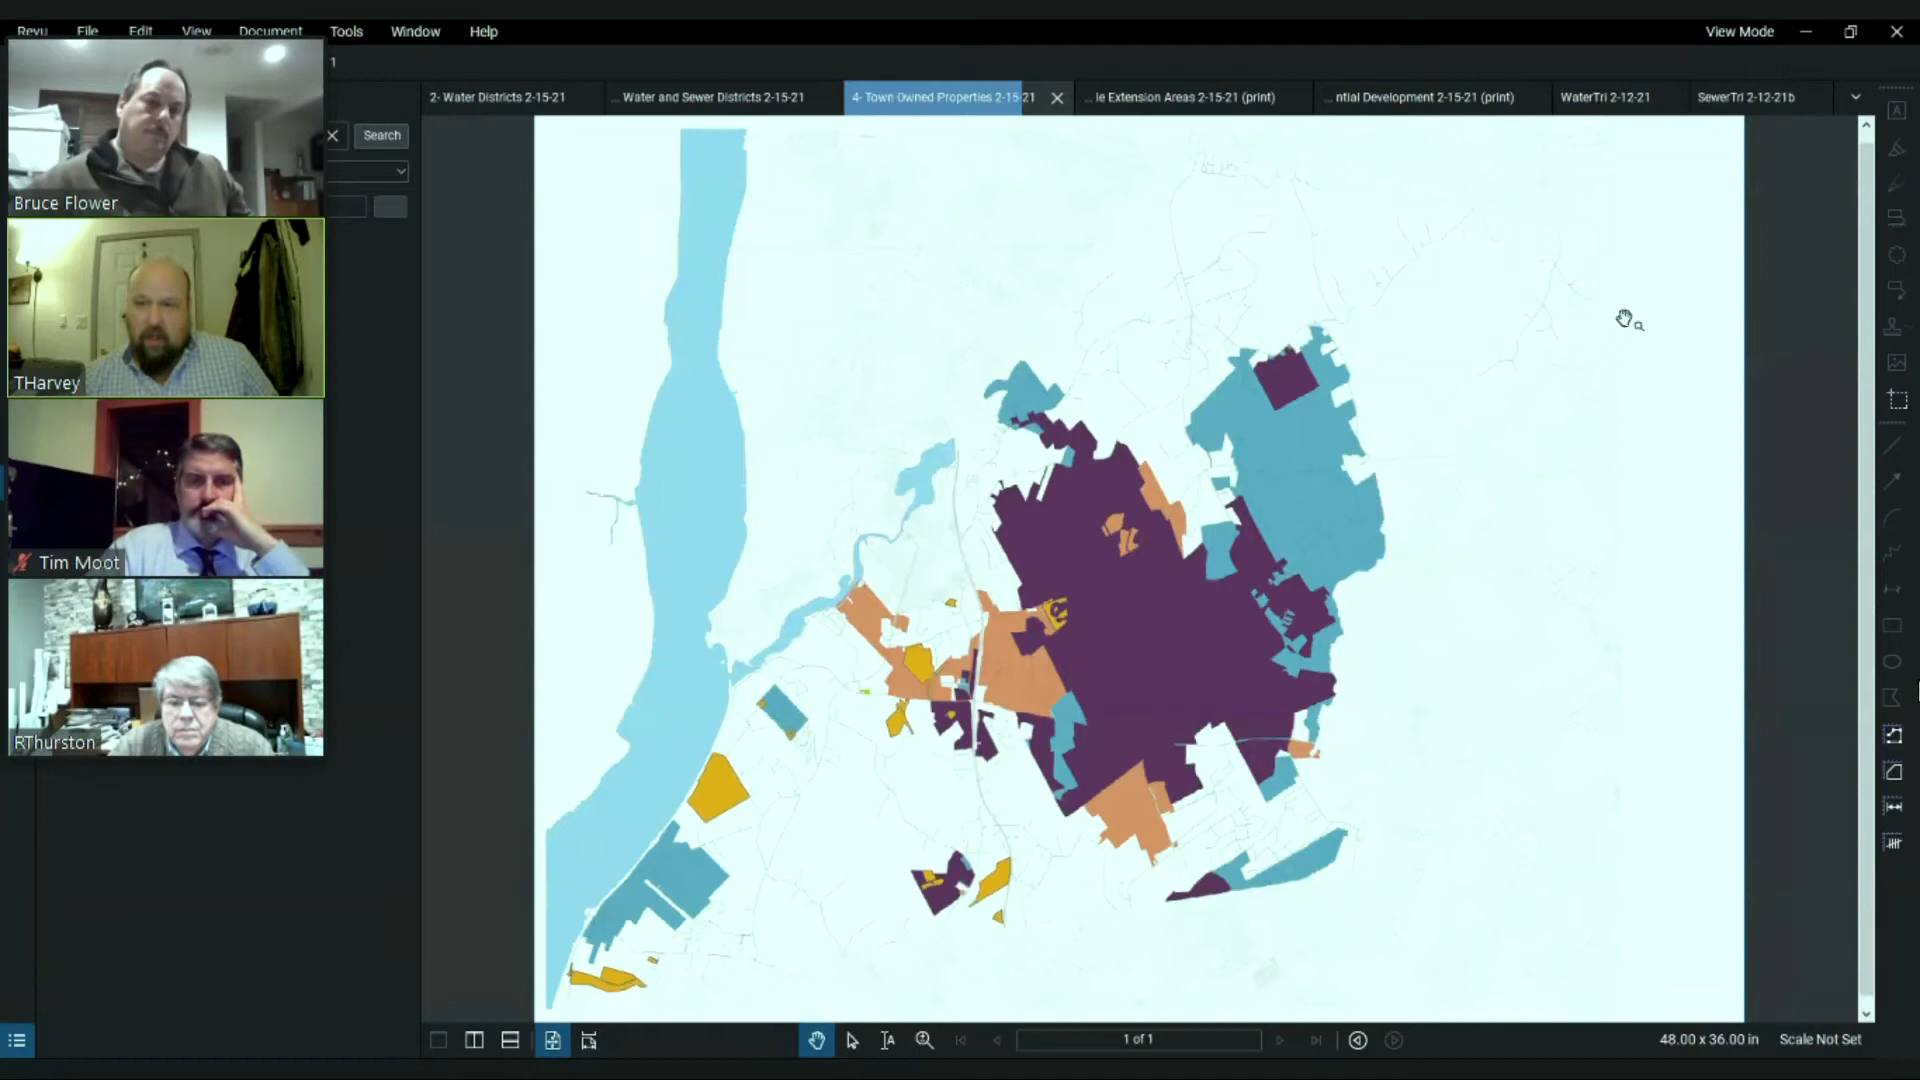 Revu File Edit View Document Tools Window Help View Mode
1
2- Water Districts 2-15-21 ... Water and Sewer Districts 2-15-21 4- Town Owned Properties 2-15-21 ... le Extension Areas 2-15-21 (print) ... ntial Development 2-15-21 (print) WaterTri 2-12-21 SewerTri 2-12-21b
Search
Bruce Flower
THarvey
Tim Moot
RThurston
1 of 1
48.00 x 36.00 in Scale Not Set